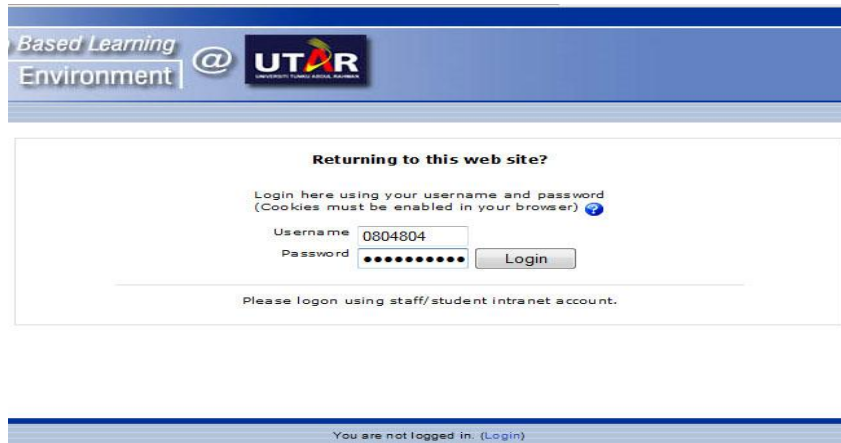 Based Learning
Environment @ UTAR
UNIVERSITI TUNKU ABDUL RAHMAN
Returning to this web site?
Login here using your username and password
(Cookies must be enabled in your browser) ?
Username 0804804
Password ●●●●●●●●●● Login
Please logon using staff/student intranet account.
You are not logged in. (Login)